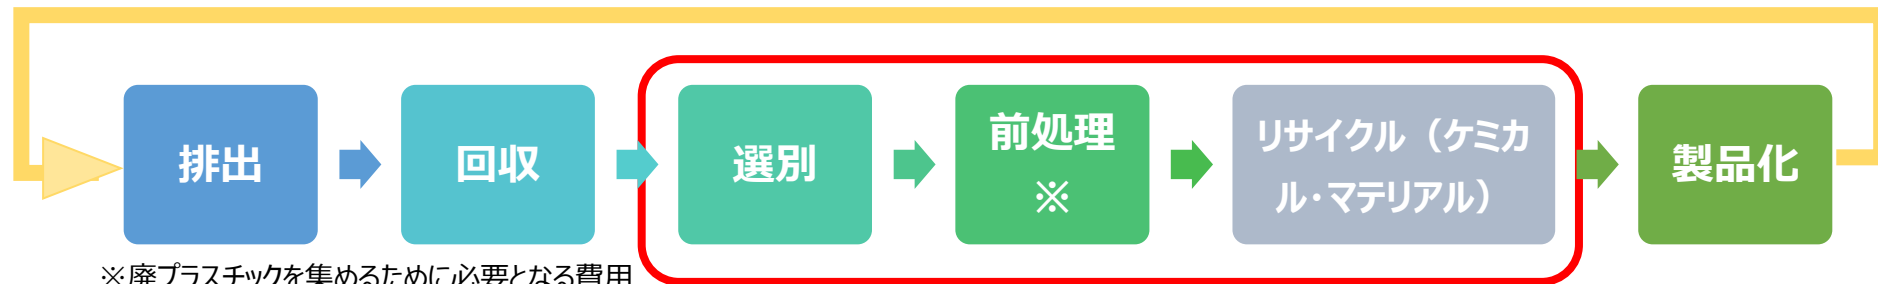 排出
回収
選別
前処理
※
リサイクル（ケミカ
ル・マテリアル）
製品化
※廃プラスチックを集めるために必要となる費用